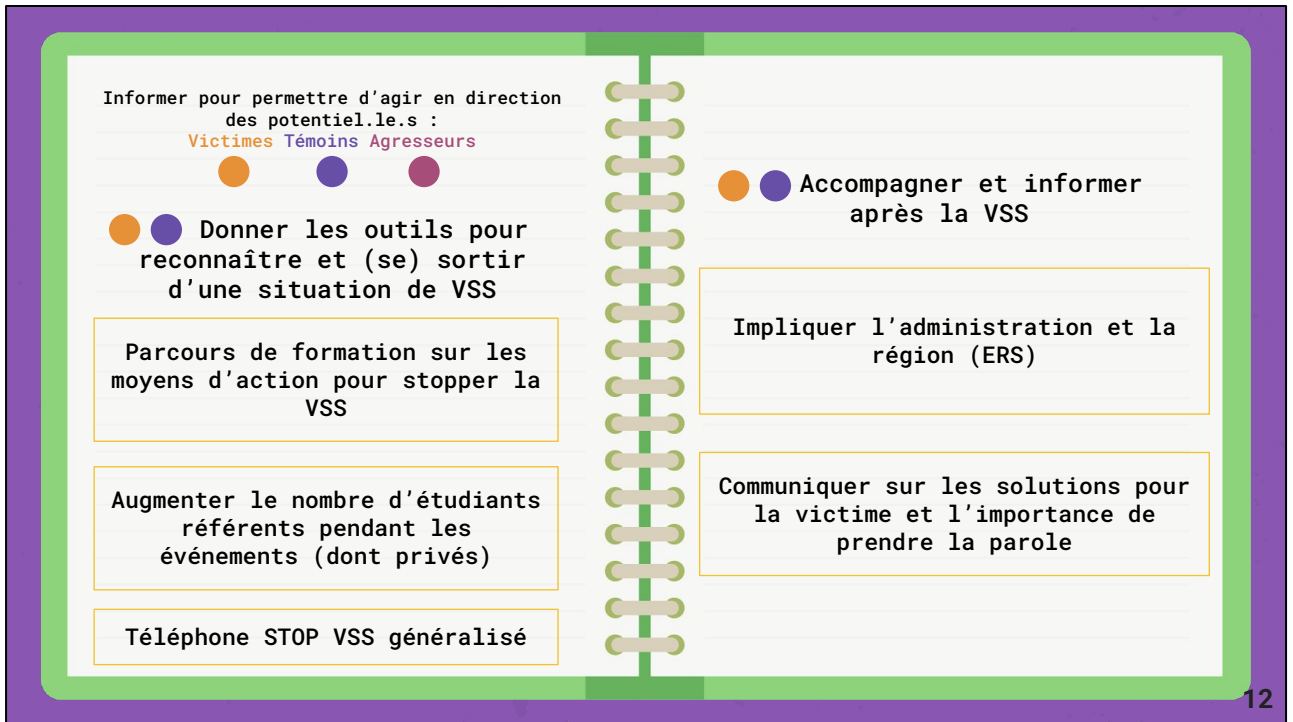 Informer pour permettre d’agir en direction
des potentiel.le.s :
Victimes Témoins Agresseurs
Donner les outils pour
reconnaître et (se) sortir
d’une situation de VSS
Parcours de formation sur les
moyens d’action pour stopper la
VSS
Augmenter le nombre d’étudiants
référents pendant les
événements (dont privés)
Téléphone STOP VSS généralisé
Accompagner et informer
après la VSS
Impliquer l’administration et la
région (ERS)
Communiquer sur les solutions pour
la victime et l’importance de
prendre la parole
12